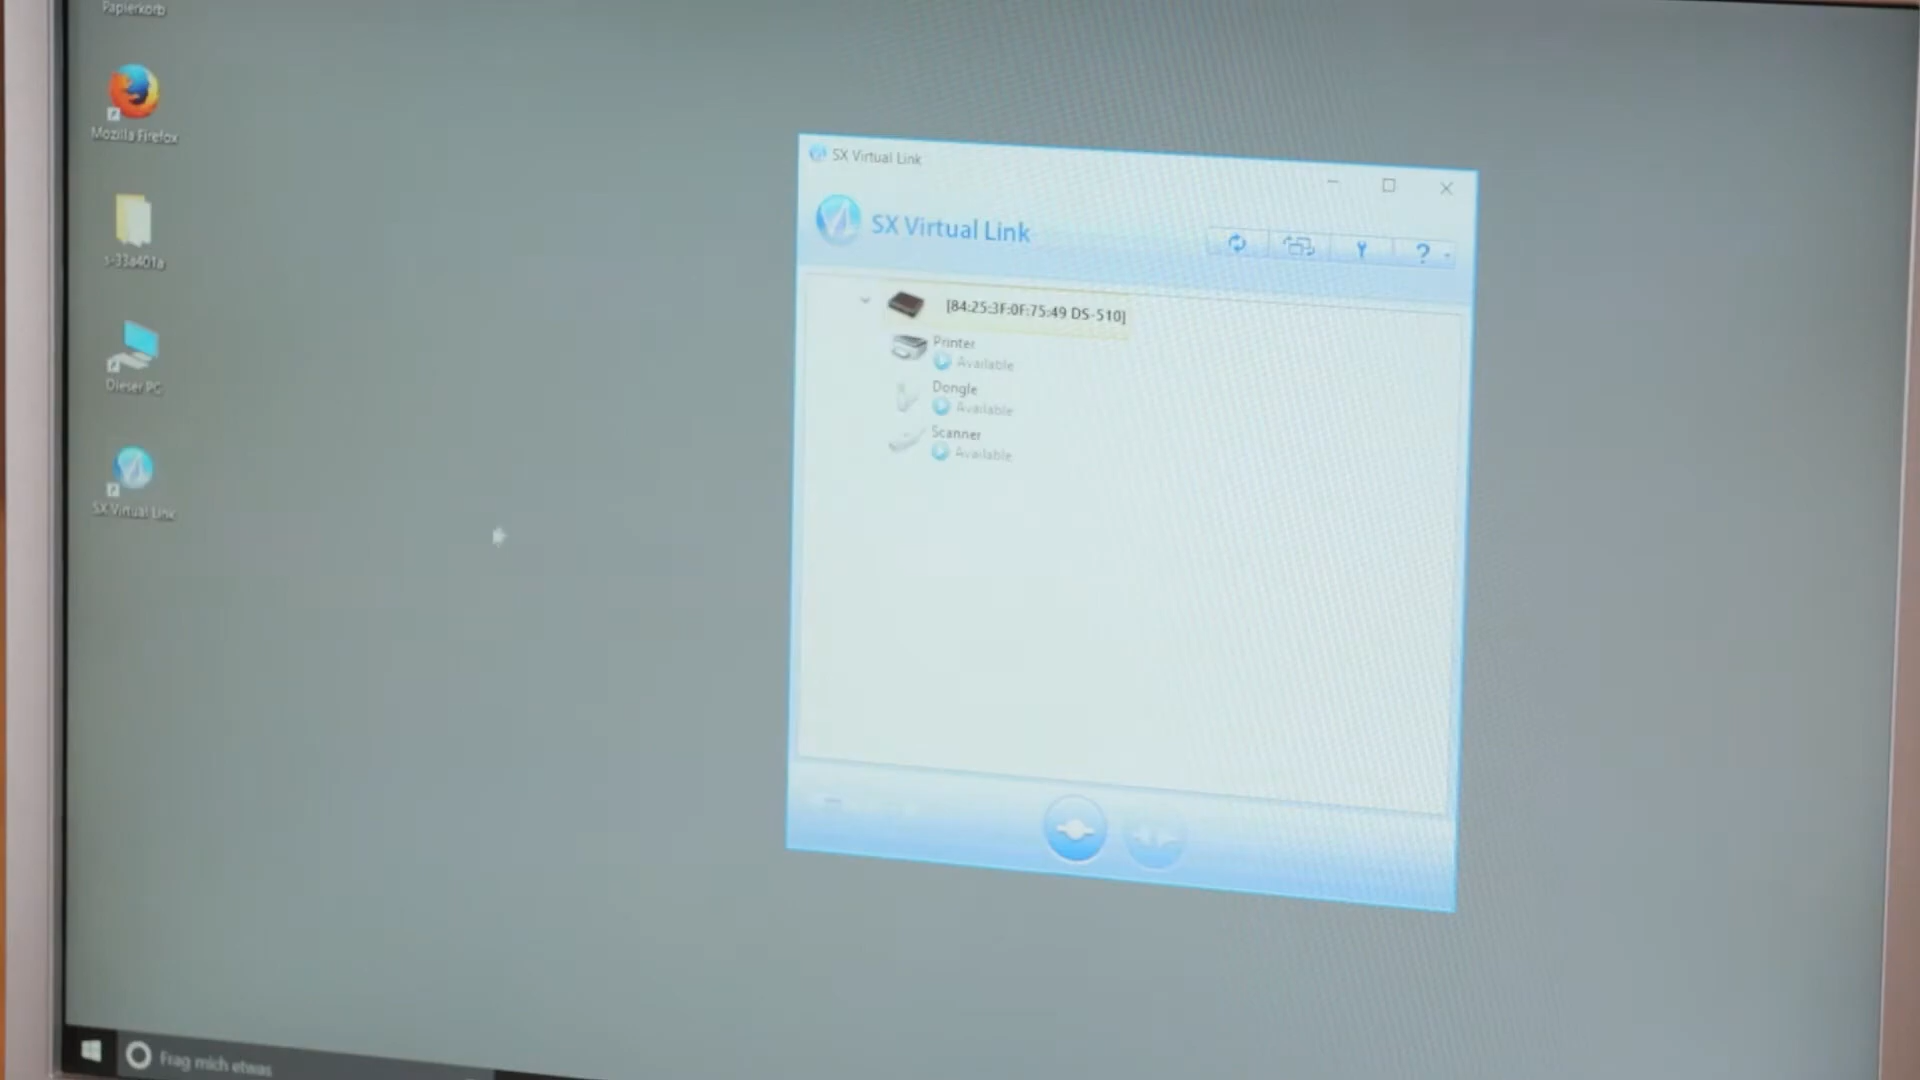 Papierkorb
Mozilla Firefox
s-33a401a
Dieser PC
SX Virtual Link
SX Virtual Link
SX Virtual Link
?
[84:25:3F:0F:75:49 DS-510]
Printer
Available
Dongle
Available
Scanner
Available
Frag mich etwas